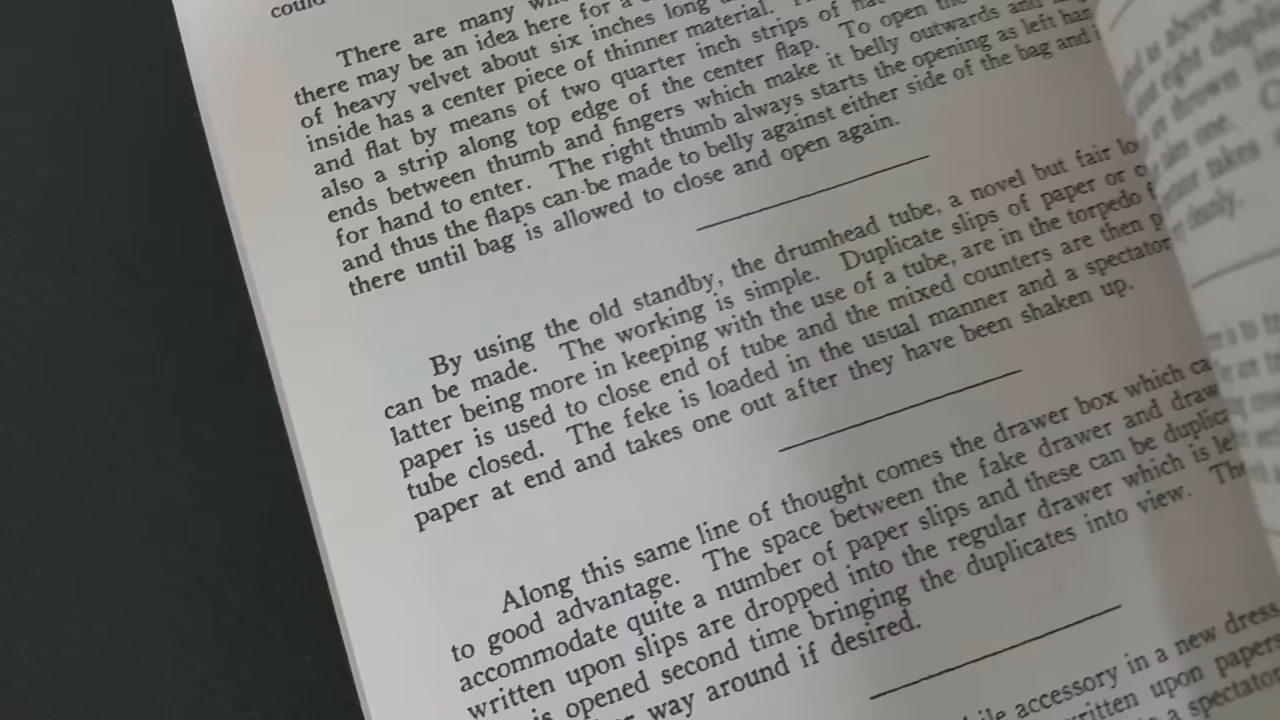 could
There are many
there may be an idea here for a
of heavy velvet about six inches long
inside has a center piece of thinner material.
and flat by means of two quarter inch strips of
also a strip along top edge of the center flap. To open the
ends between thumb and fingers which make it belly outwards and
for hand to enter. The right thumb always starts the opening as left
and thus the flaps can be made to belly against either side of the bag and
there until bag is allowed to close and open again.
By using the old standby, the drumhead tube, a novel but fair
can be made. The working is simple. Duplicate slips of paper or
latter being more in keeping with the use of a tube, are in the torpedo
paper is used to close end of tube and the mixed counters are then
tube closed. The feke is loaded in the usual manner and a spectator
paper at end and takes one out after they have been shaken up.
Along this same line of thought comes the drawer box which
to good advantage. The space between the fake drawer and
accommodate quite a number of paper slips and these can be
written upon slips are dropped into the regular drawer which is
is opened second time bringing the duplicates into view.
way around if desired.
accessory in a new
written upon
a
as above
eight
are thrown
one.
takes